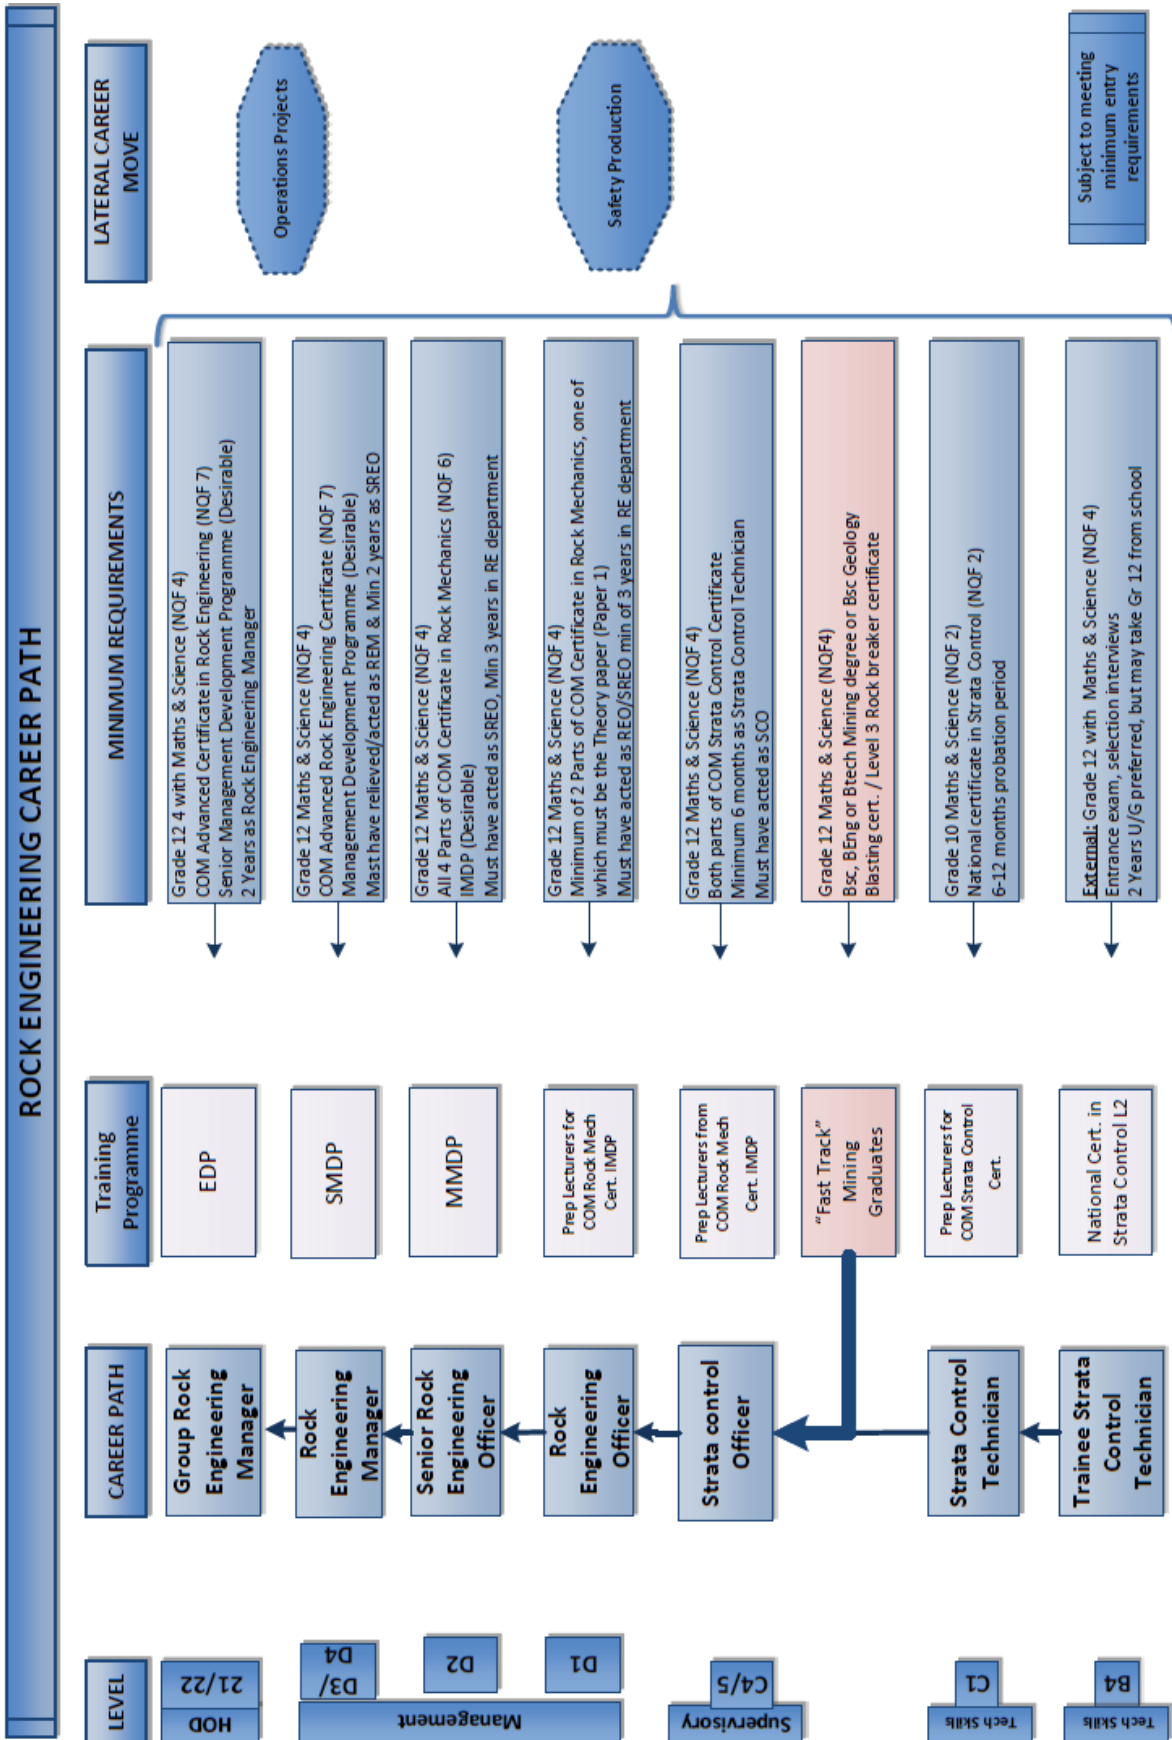 ROCK ENGINEERING CAREER PATH
LEVEL
CAREER PATH
Training
Programme
MINIMUM REQUIREMENTS
LATERAL CAREER
MOVE
HOD
21/22
Group Rock
Engineering
Manager
EDP
Grade 12 4 with Maths & Science (NQF 4)
COM Advanced Certificate in Rock Engineering (NQF 7)
Senior Management Development Programme (Desirable)
2 Years as Rock Engineering Manager
Operations Projects
Management
D3/
D4
Rock
Engineering
Manager
SMDP
Grade 12 Maths & Science (NQF 4)
COM Advanced Rock Engineering Certificate (NQF 7)
Management Development Programme (Desirable)
Mast have relieved/acted as REM & Min 2 years as SREO
D2
Senior Rock
Engineering
Officer
MMDP
Grade 12 Maths & Science (NQF 4)
All 4 Parts of COM Certificate in Rock Mechanics (NQF 6)
IMDP (Desirable)
Must have acted as SREO, Min 3 years in RE department
D1
Rock
Engineering
Officer
Prep Lecturers for
COM Rock Mech
Cert. IMDP
Grade 12 Maths & Science (NQF 4)
Minimum of 2 Parts of COM Certificate in Rock Mechanics, one of
which must be the Theory paper (Paper 1)
Must have acted as REO/SREO min of 3 years in RE department
Safety Production
Supervisory
C4/5
Strata control
Officer
Prep Lecturers from
COM Rock Mech
Cert. IMDP
Grade 12 Maths & Science (NQF 4)
Both parts of COM Strata Control Certificate
Minimum 6 months as Strata Control Technician
Must have acted as SCO
"Fast Track"
Mining
Graduates
Grade 12 Maths & Science (NQF4)
Bsc, BEng or Btech Mining degree or Bsc Geology
Blasting cert. / Level 3 Rock breaker certificate
Tech Skills
C1
Strata Control
Technician
Prep Lecturers for
COM Strata Control
Cert.
Grade 10 Maths & Science (NQF 2)
National certificate in Strata Control (NQF 2)
6-12 months probation period
Tech Skills
B4
Trainee Strata
Control
Technician
National Cert. in
Strata Control L2
External: Grade 12 with Maths & Science (NQF 4)
Entrance exam, selection interviews
2 Years U/G preferred, but may take Gr 12 from school
Subject to meeting
minimum entry
requirements